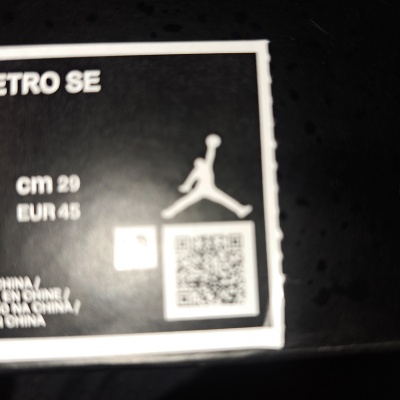 ETRO SE
cm 29
EUR 45
CHINA /
EN CHINE /
NA CHINA /
CHINA